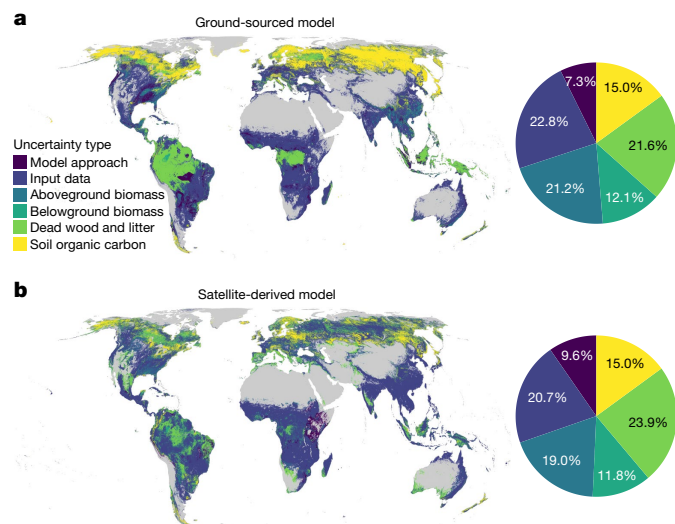 a
Ground-sourced model
Uncertainty type
Model approach
Input data
Aboveground biomass
Belowground biomass
Dead wood and litter
Soil organic carbon
7.3%
15.0%
22.8%
21.6%
21.2%
12.1%
b
Satellite-derived model
9.6%
15.0%
20.7%
23.9%
19.0%
11.8%